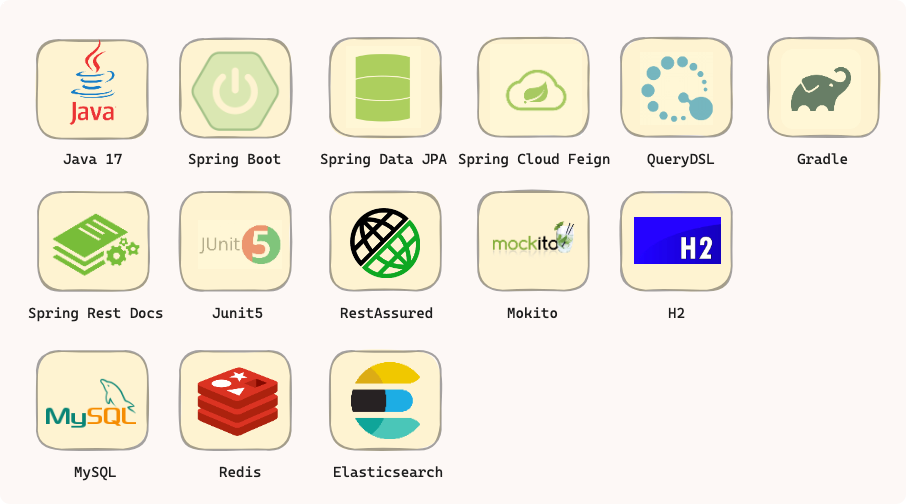 Java
Java 17
Spring Boot
Spring Data JPA
Spring Cloud Feign
QueryDSL
Gradle
JUnit 5
mockito
H2
Spring Rest Docs
Junit5
RestAssured
Mokito
H2
MySQL
MySQL
Redis
Elasticsearch